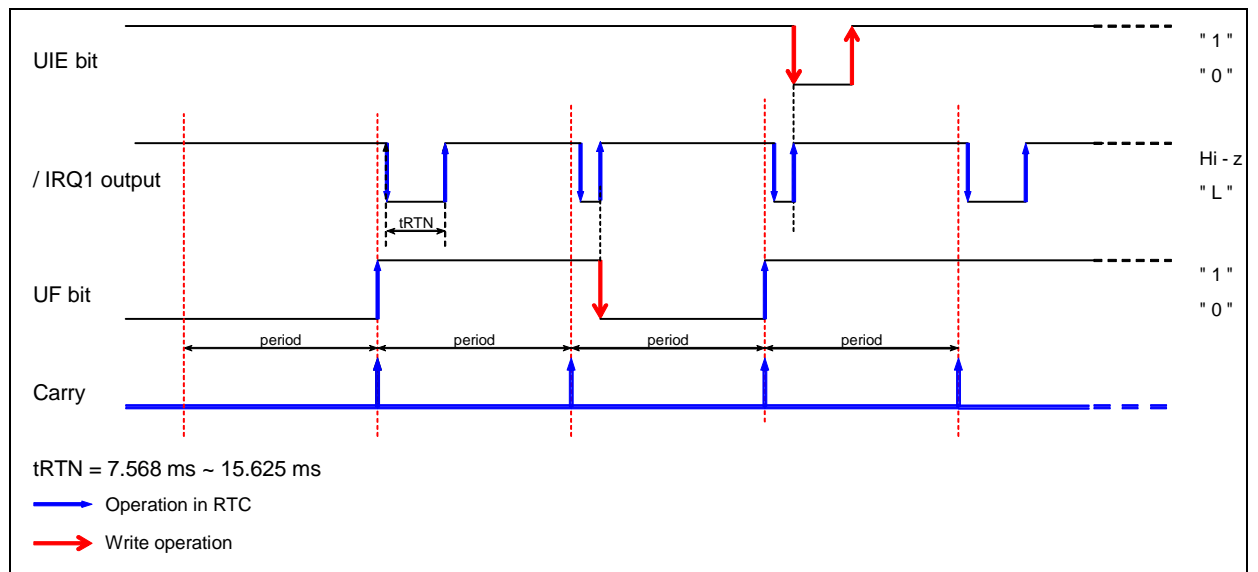 UIE bit
" 1 "
" 0 "
/ IRQ1 output
Hi - z
" L "
tRTN
UF bit
" 1 "
" 0 "
period
period
period
period
Carry
tRTN = 7.568 ms ~ 15.625 ms
Operation in RTC
Write operation